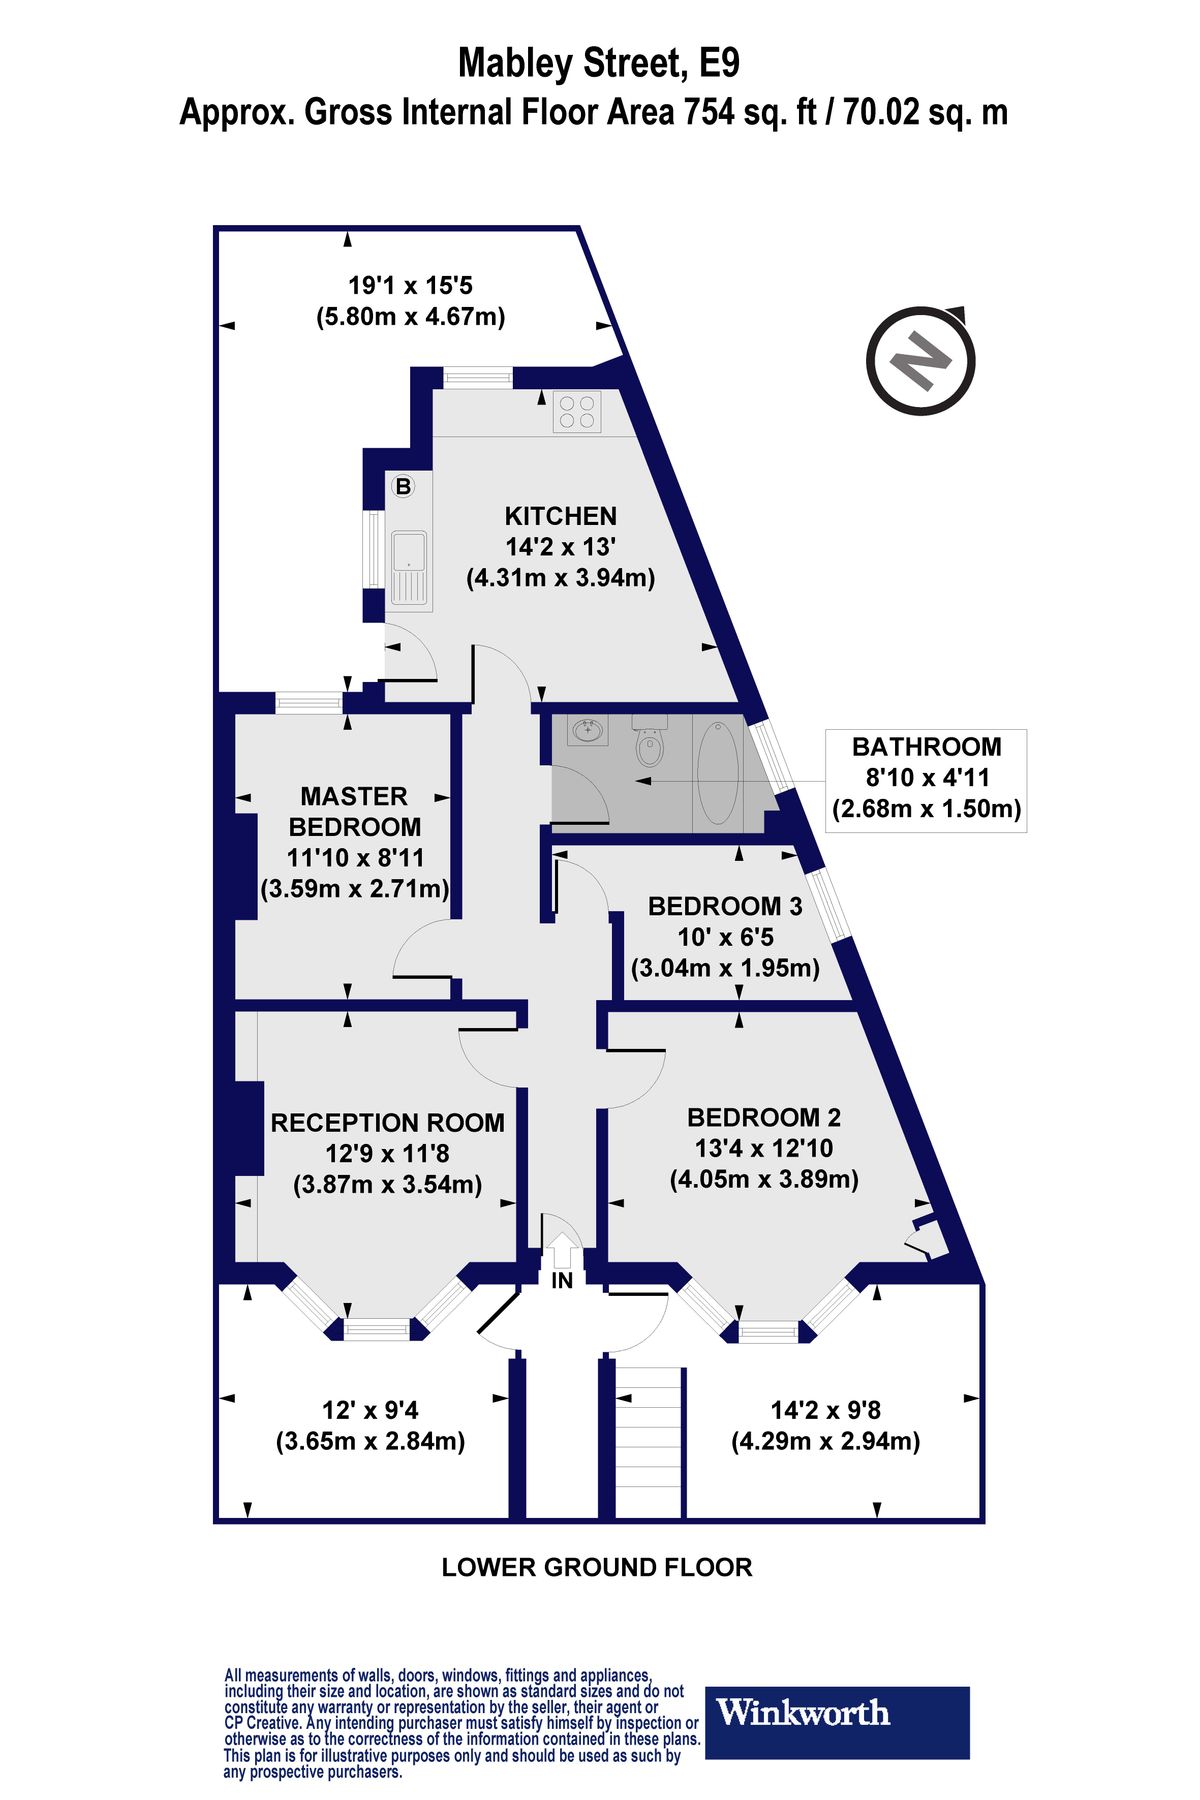 Mabley Street, E9
Approx. Gross Internal Floor Area 754 sq. ft / 70.02 sq. m
19'1 x 15'5
(5.80m x 4.67m)
N
B
KITCHEN
14'2 x 13'
(4.31m x 3.94m)
BATHROOM
8'10 x 4'11
(2.68m x 1.50m)
MASTER
BEDROOM
11'10 x 8'11
(3.59m x 2.71m)
BEDROOM 3
10' x 6'5
(3.04m x 1.95m)
RECEPTION ROOM
12'9 x 11'8
(3.87m x 3.54m)
BEDROOM 2
13'4 x 12'10
(4.05m x 3.89m)
IN
12' x 9'4
(3.65m x 2.84m)
14'2 x 9'8
(4.29m x 2.94m)
LOWER GROUND FLOOR
All measurements of walls, doors, windows, fittings and appliances,
including their size and location, are shown as standard sizes and do not
constitute any warranty or representation by the seller, their agent or
CP Creative. Any intending purchaser must satisfy himself by inspection or
otherwise as to the correctness of the information contained in these plans.
This plan is for illustrative purposes only and should be used as such by
any prospective purchasers.
Winkworth